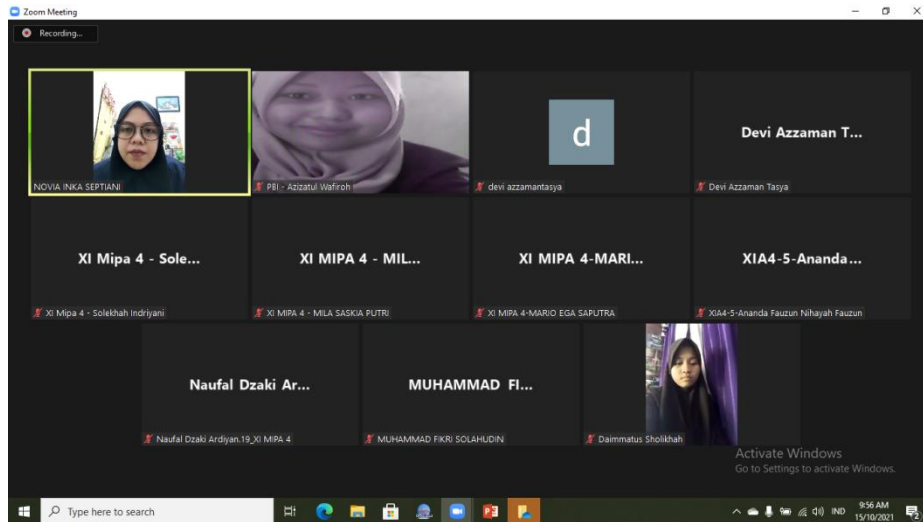 Zoom Meeting
Recording...
NOVIA INKA SEPTIANI
PBI - Azizatul Wafiroh
d
devi azzamantasya
Devi Azzaman T...
Devi Azzaman Tasya
XI Mipa 4 - Sole...
XI Mipa 4 - Solekhah Indriyani
XI MIPA 4 - MIL...
XI MIPA 4 - MILA SASKIA PUTRI
XI MIPA 4-MARI...
XI MIPA 4-MARIO EGA SAPUTRA
XIA4-5-Ananda...
XIA4-5-Ananda Fauzun Nihayah Fauzun
Naufal Dzaki Ar...
Naufal Dzaki Ardiyan.19_XI MIPA 4
MUHAMMAD FI...
MUHAMMAD FIKRI SOLAHUDIN
Daimmatus Sholikhah
Activate Windows
Go to Settings to activate Windows.
Type here to search
IND
9:56 AM
15/10/2021
2